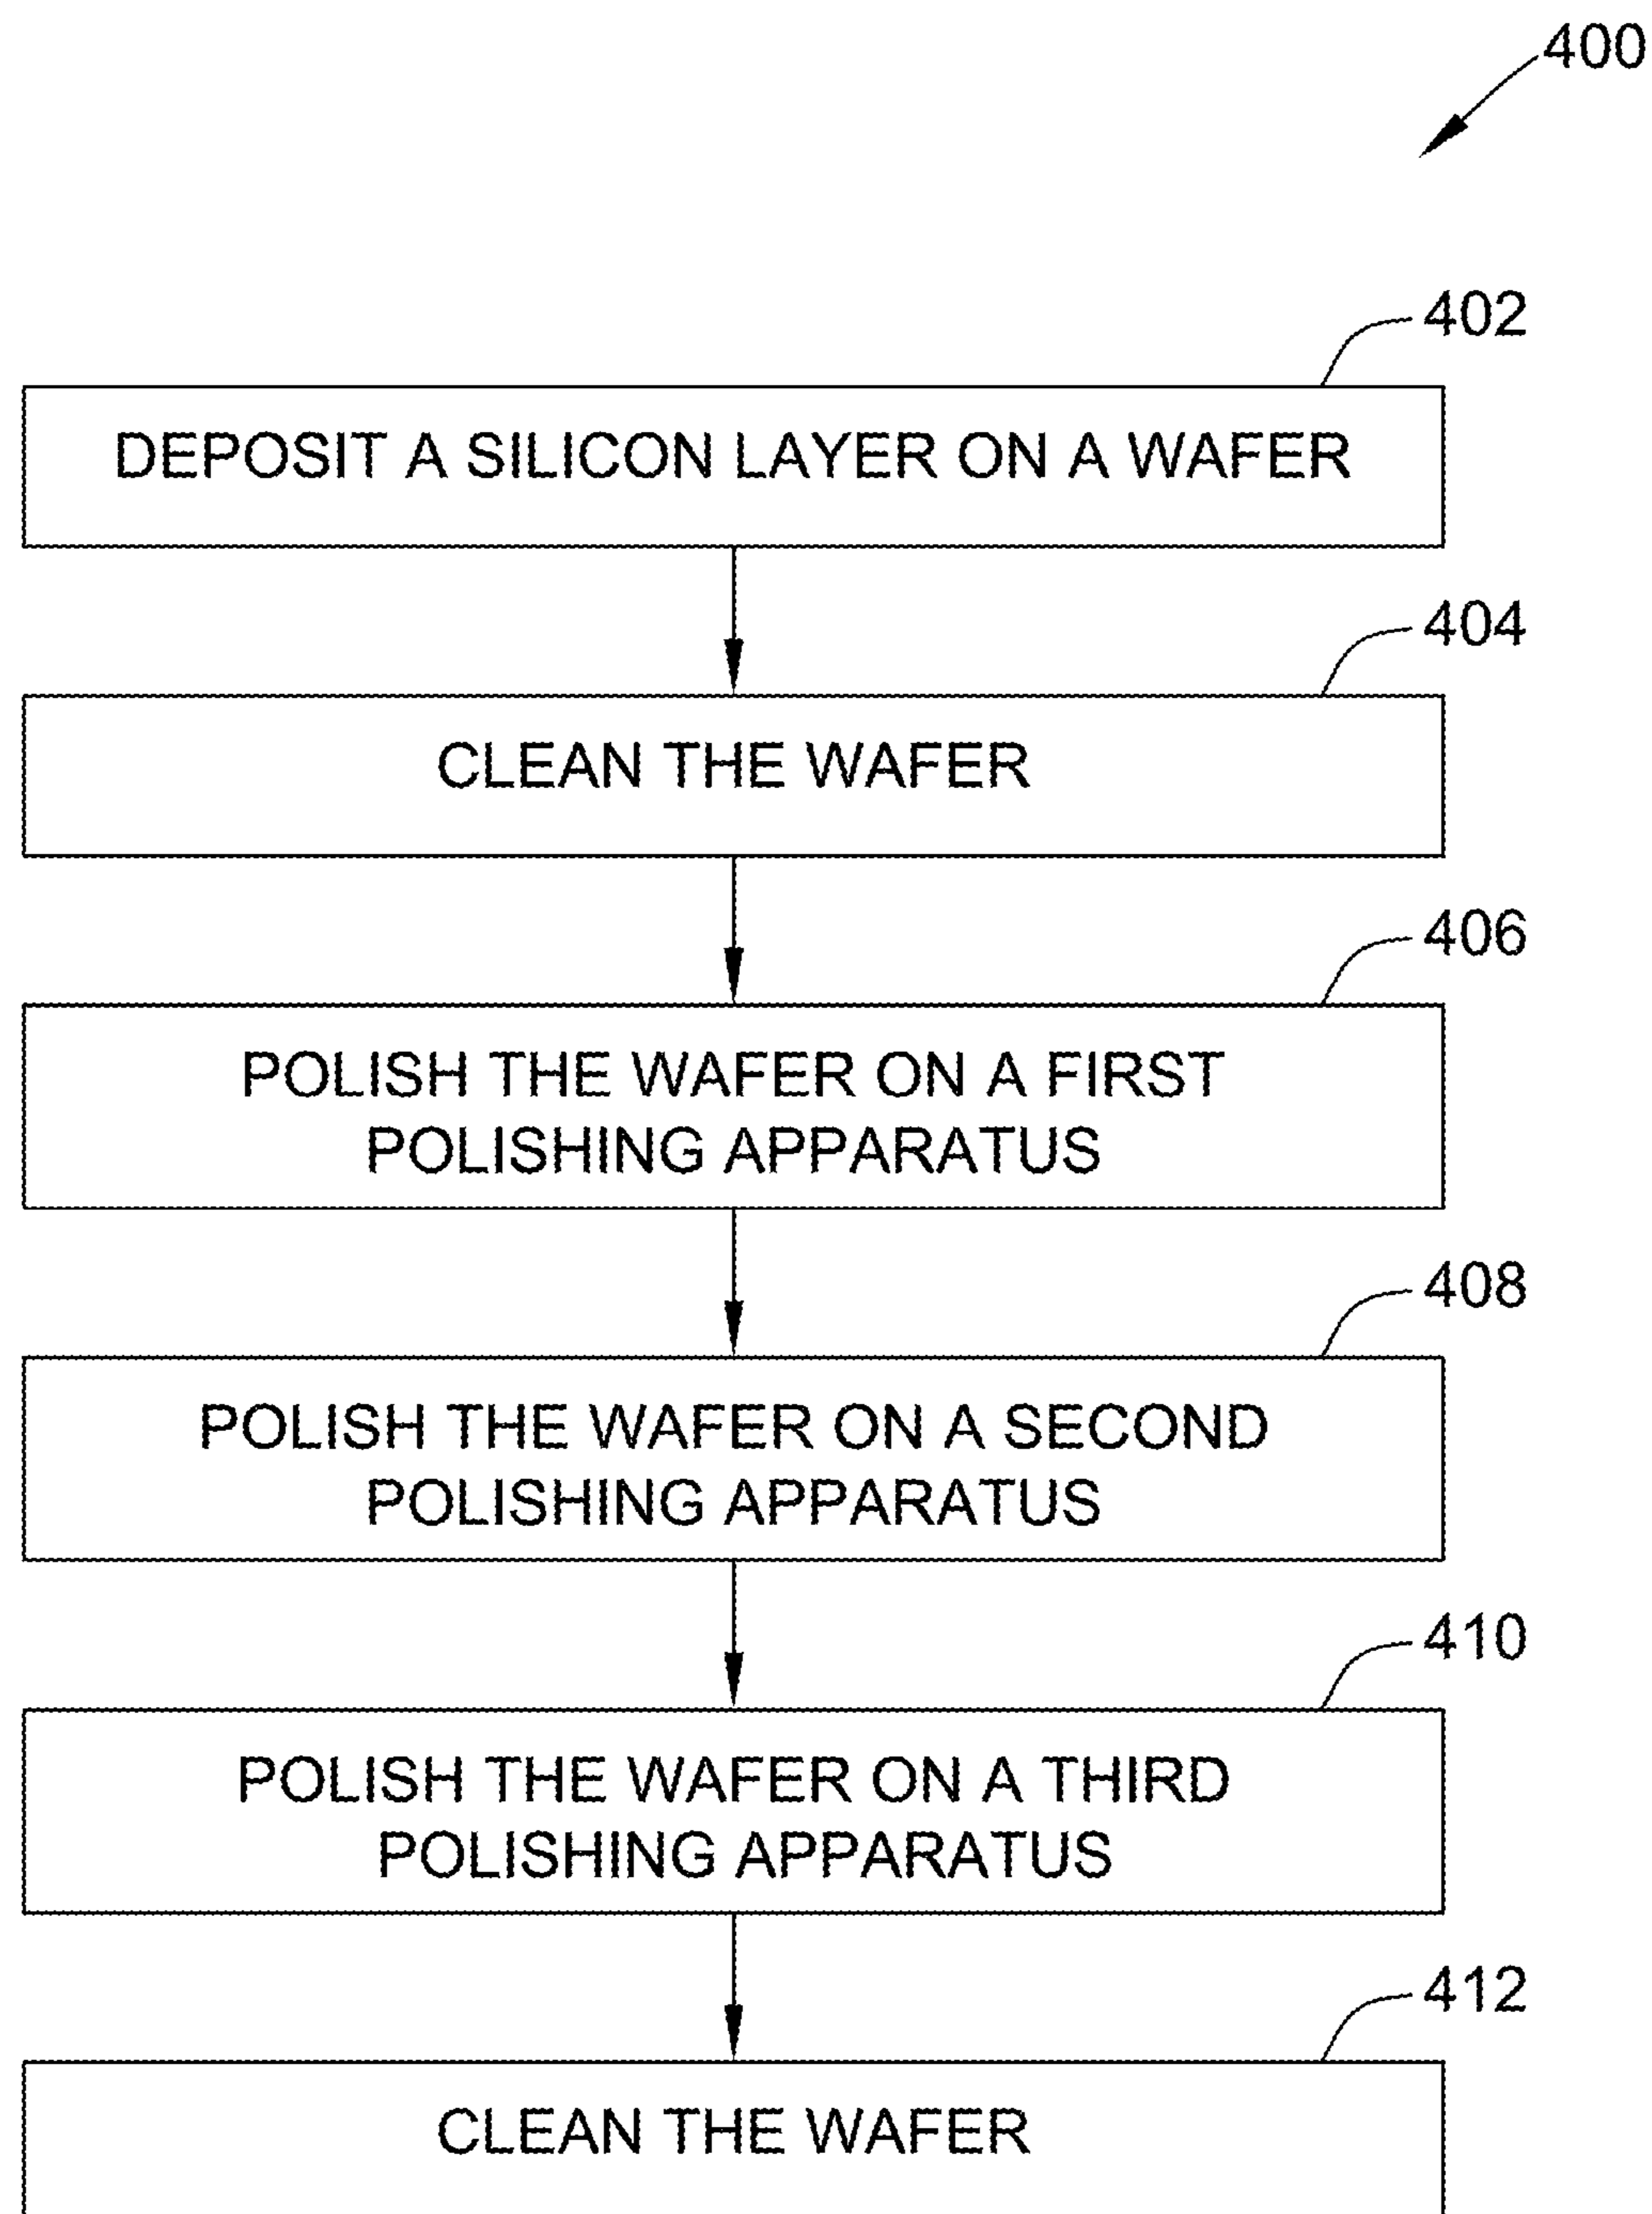 400
402
DEPOSIT A SILICON LAYER ON A WAFER
404
CLEAN THE WAFER
406
POLISH THE WAFER ON A FIRST
POLISHING APPARATUS
408
POLISH THE WAFER ON A SECOND
POLISHING APPARATUS
410
POLISH THE WAFER ON A THIRD
POLISHING APPARATUS
412
CLEAN THE WAFER